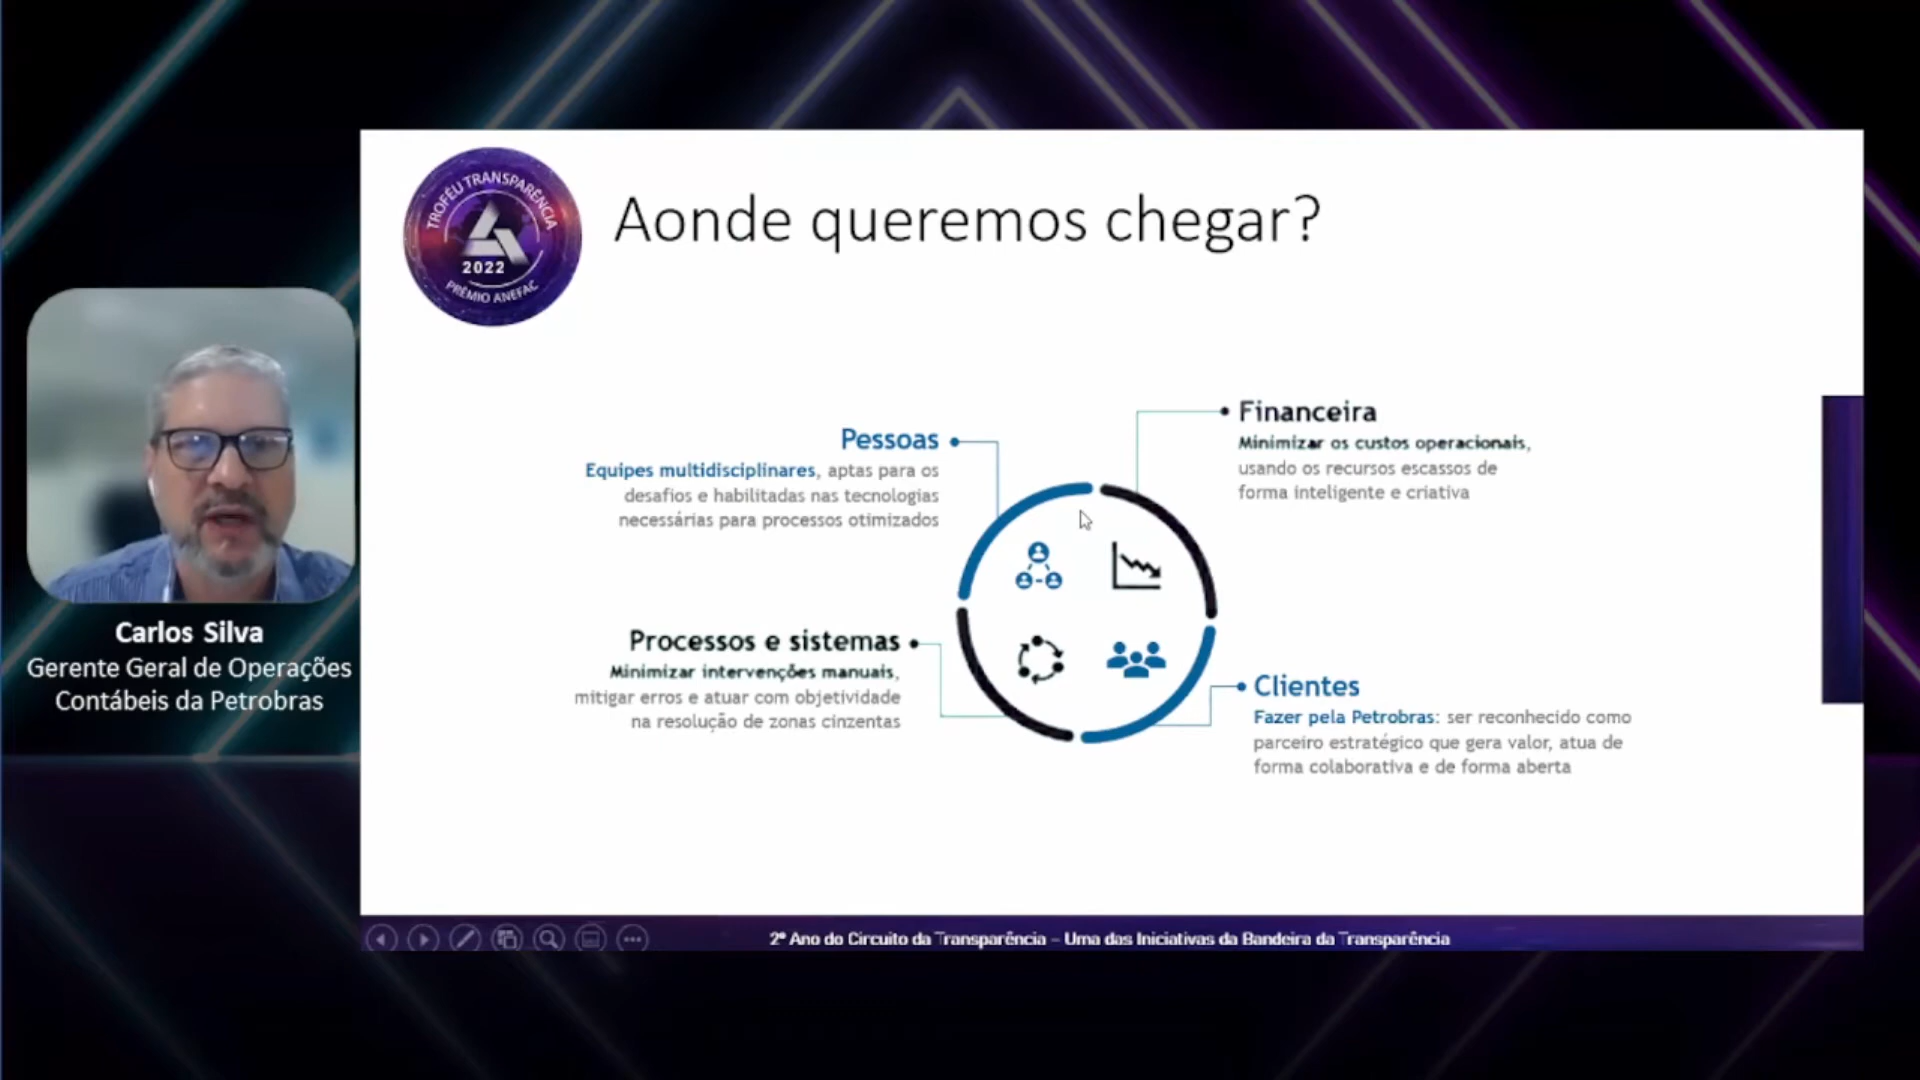 TROFÉU TRANSPARÊNCIA
2022
PRÊMIO ANEFAC
Aonde queremos chegar?
Pessoas
Equipes multidisciplinares, aptas para os
desafios e habilitadas nas tecnologias
necessárias para processos otimizados
Financeira
Minimizar os custos operacionais,
usando os recursos escassos de
forma inteligente e criativa
Processos e sistemas
Minimizar intervenções manuais,
mitigar erros e atuar com objetividade
na resolução de zonas cinzentas
Clientes
Fazer pela Petrobras: ser reconhecido como
parceiro estratégico que gera valor, atua de
forma colaborativa e de forma aberta
Carlos Silva
Gerente Geral de Operações
Contábeis da Petrobras
2º Ano do Circuito da Transparência – Uma das Iniciativas da Bandeira da Transparência